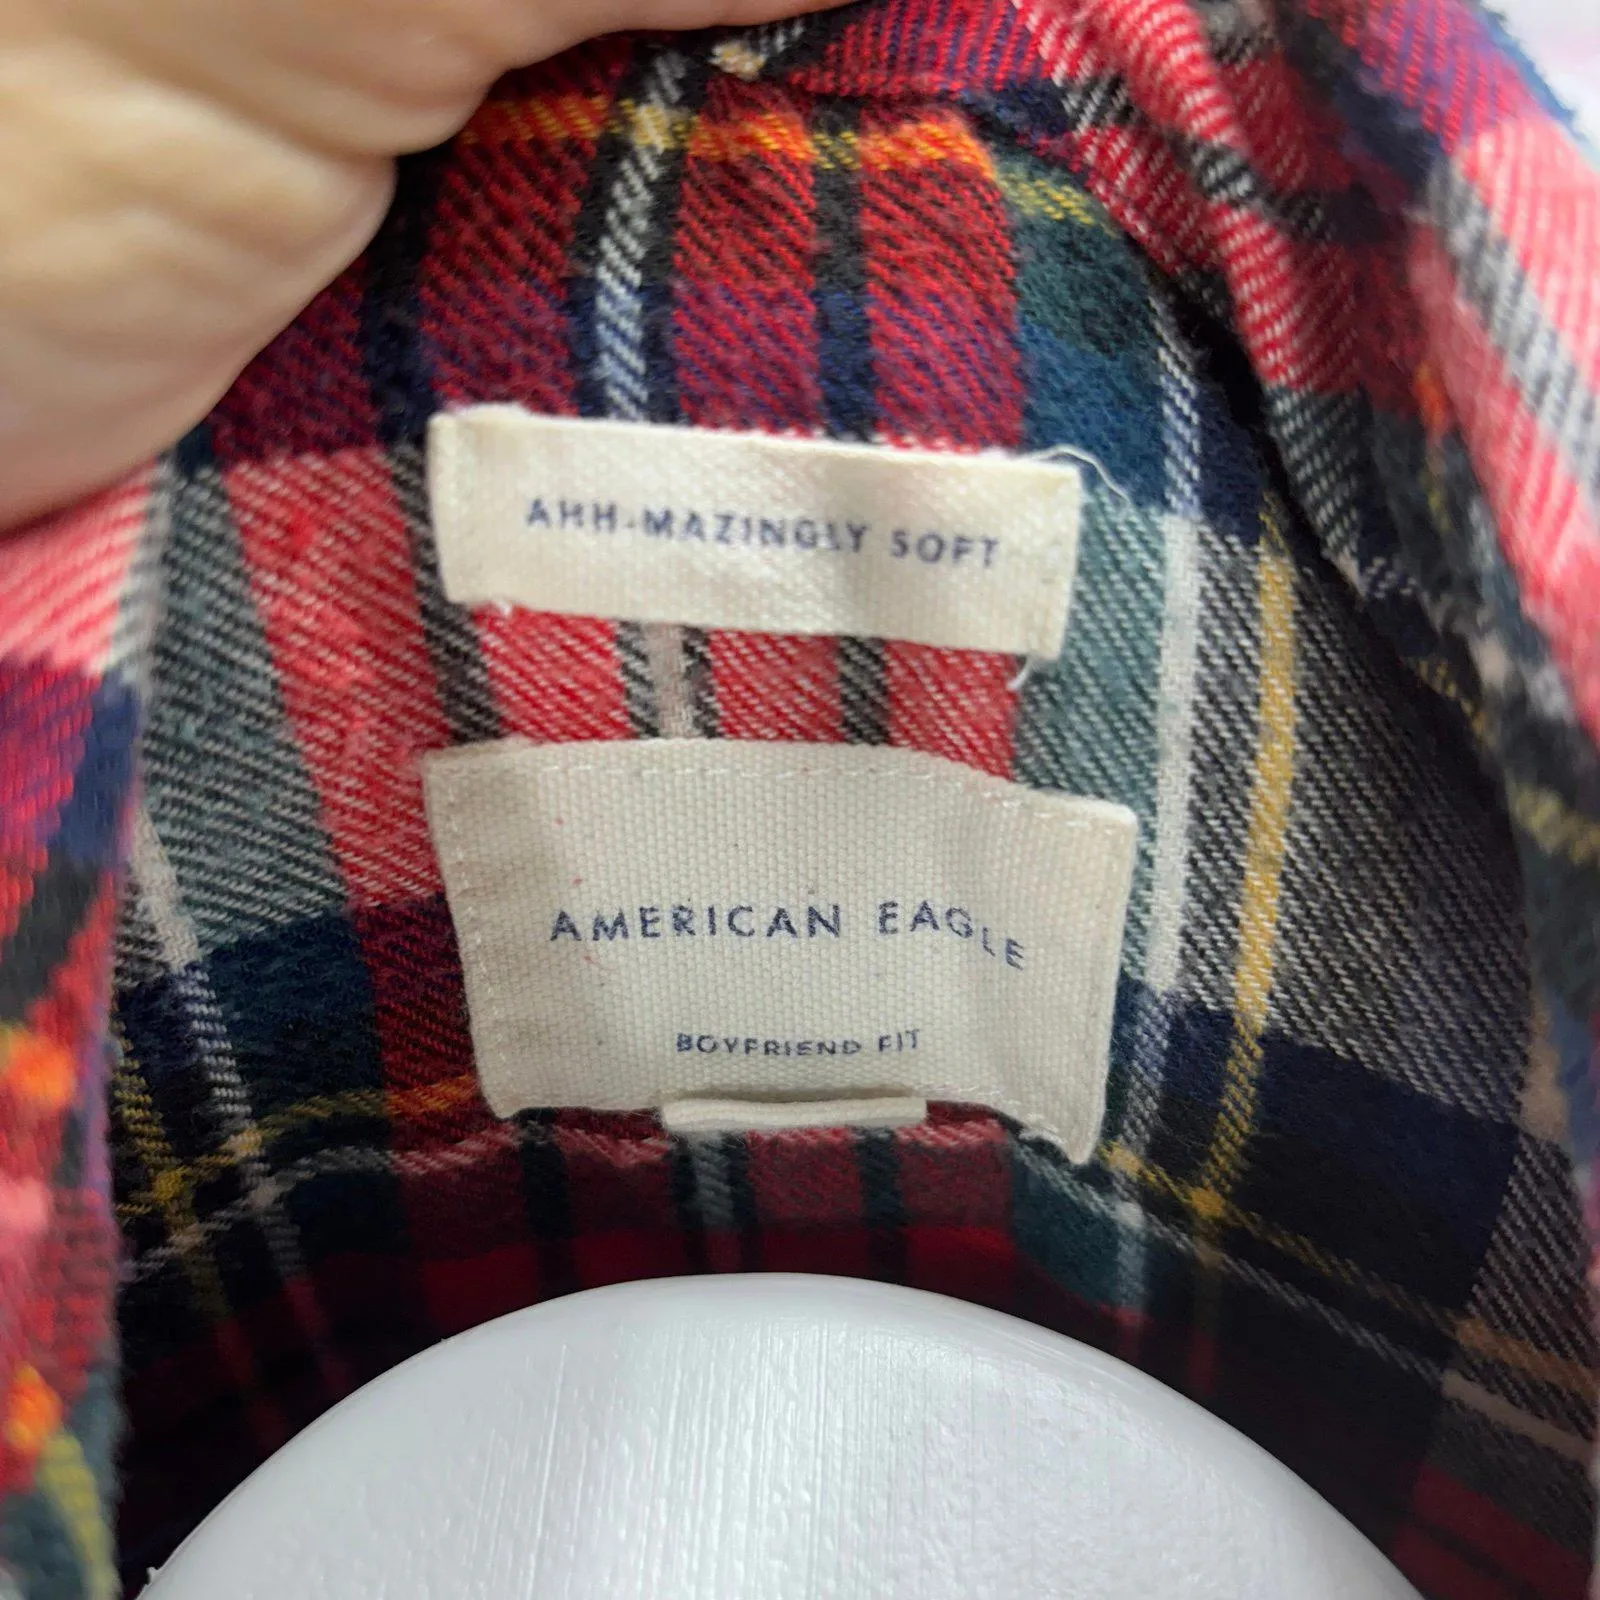 AHH-MAZINGLY SOFT
AMERICAN EAGLE
BOYFRIEND FIT